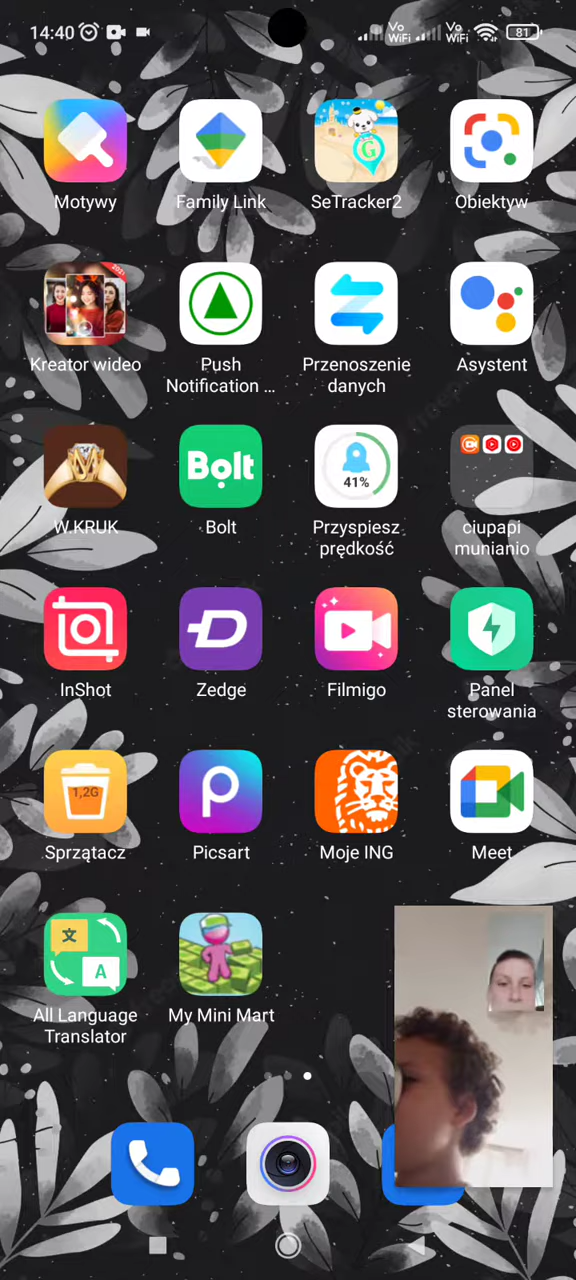 14:40 Vo WiFi Vo WiFi 81
Motywy Family Link SeTracker2 Obiektyw
Kreator wideo Push Notification ... Przenoszenie danych Asystent
W.KRUK Bolt
Bolt
41%
Przyspiesz prędkość
ciupapi munianio
InShot Zedge Filmigo Panel sterowania
1,2G
Sprzątacz Picsart Moje ING Meet
文
A
All Language Translator
My Mini Mart